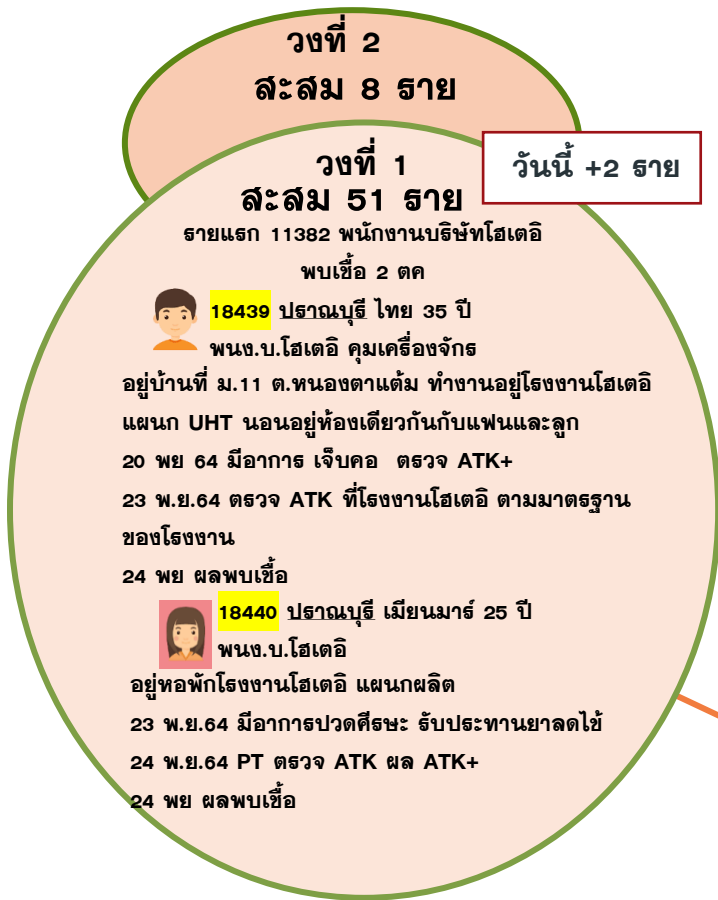 วงที่ 2
สะสม 8 ราย
วันนี้ +2 ราย
วงที่ 1
สะสม 51 ราย
รายแรก 11382 พนักงานบริษัทโฮเตอิ
พบเชื้อ 2 ตค
18439 ปราณบุรี ไทย 35 ปี
พนง.บ.โฮเตอิ คุมเครื่องจักร
อยู่บ้านที่ ม.11 ต.หนองตาแต้ม ทำงานอยู่โรงงานโฮเตอิ
แผนก UHT นอนอยู่ห้องเดียวกันกับแฟนและลูก
20 พย 64 มีอาการ เจ็บคอ ตรวจ ATK+
23 พ.ย.64 ตรวจ ATK ที่โรงงานโฮเตอิ ตามมาตรฐาน
ของโรงงาน
24 พย ผลพบเชื้อ
18440 ปราณบุรี เมียนมาร์ 25 ปี
พนง.บ.โฮเตอิ
อยู่หอพักโรงงานโฮเตอิ แผนกผลิต
23 พ.ย.64 มีอาการปวดศีรษะ รับประทานยาลดไข้
24 พ.ย.64 PT ตรวจ ATK ผล ATK+
24 พย ผลพบเชื้อ